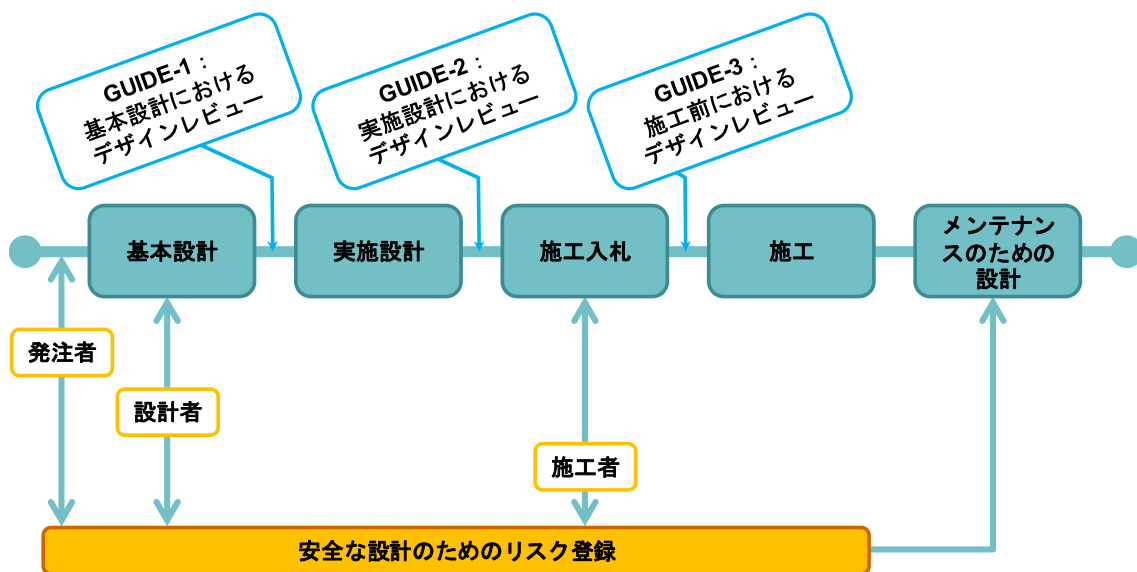 GUIDE-1：
基本設計における
デザインレビュー
GUIDE-2：
実施設計における
デザインレビュー
GUIDE-3：
施工前における
デザインレビュー
基本設計
実施設計
施工入札
施工
メンテナン
スのための
設計
発注者
設計者
施工者
安全な設計のためのリスク登録